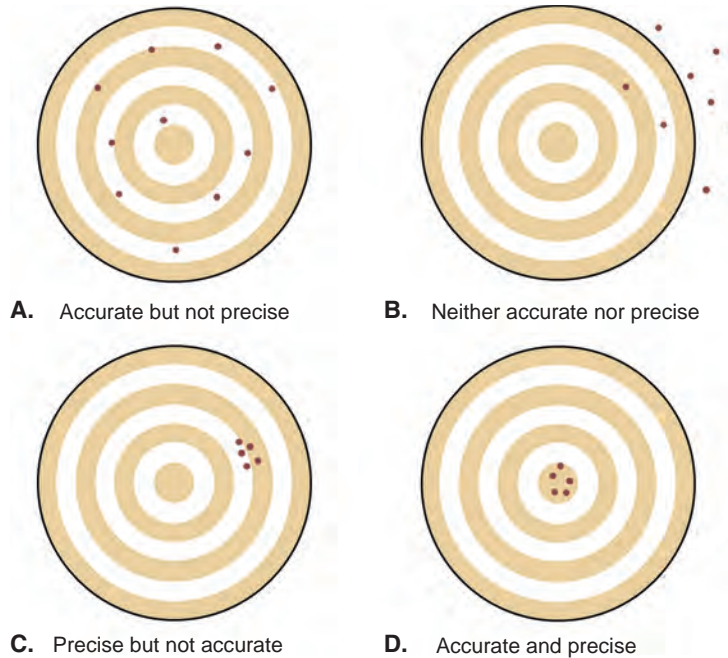 A. Accurate but not precise
B. Neither accurate nor precise
C. Precise but not accurate
D. Accurate and precise